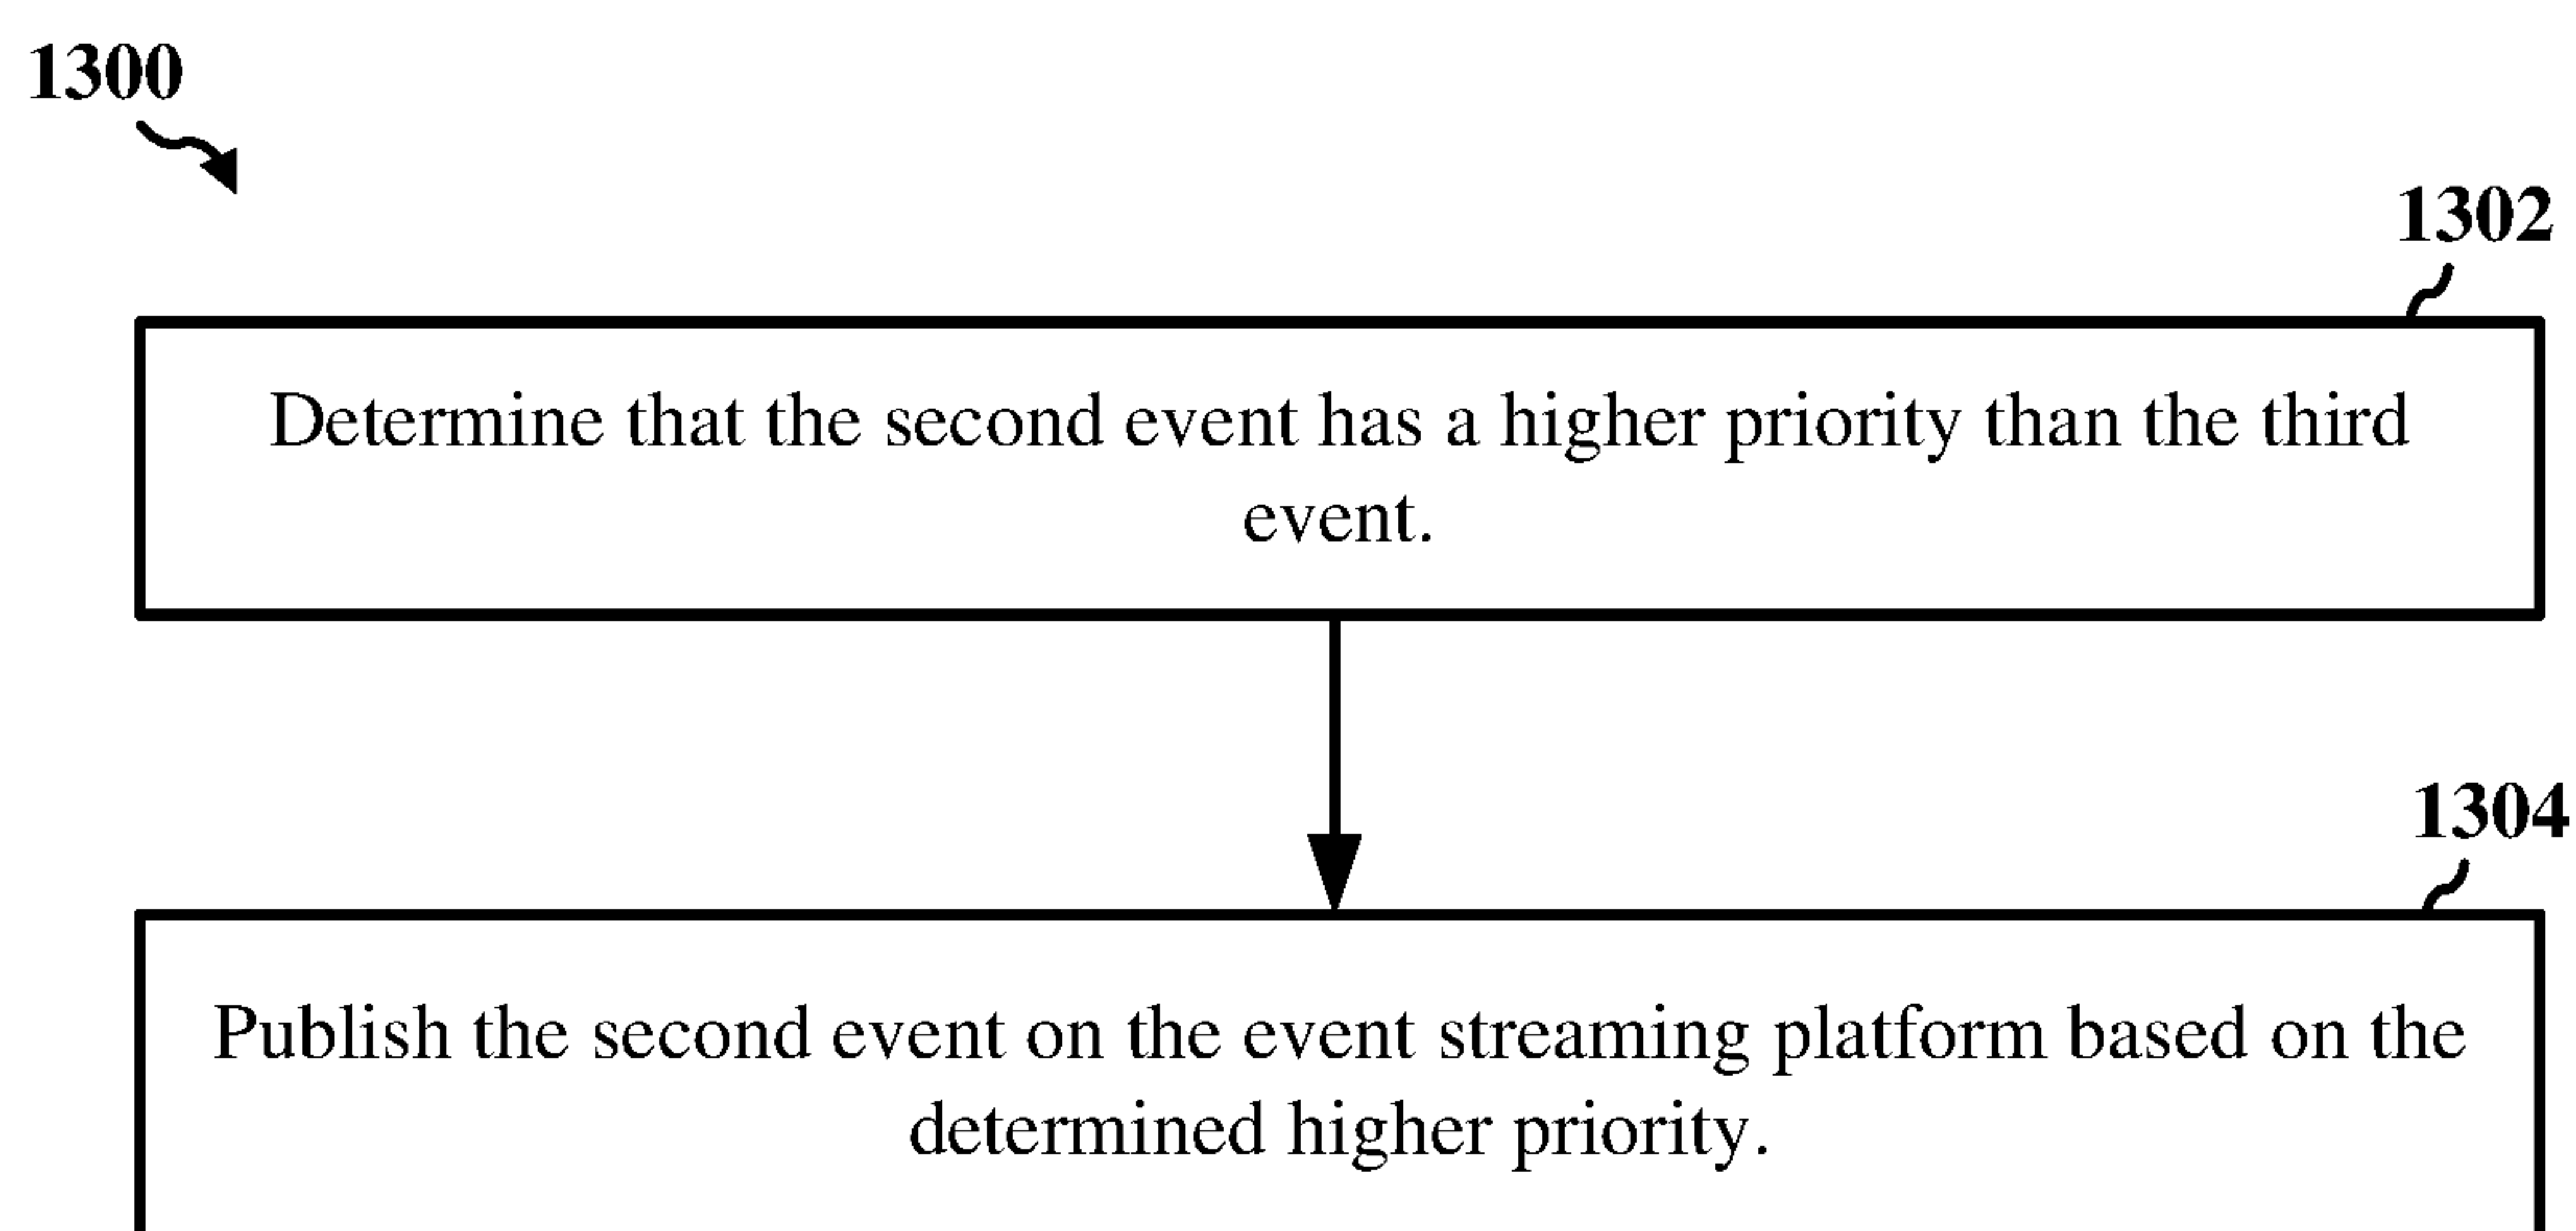 1300
1302
Determine that the second event has a higher priority than the third
event.
1304
Publish the second event on the event streaming platform based on the
determined higher priority.